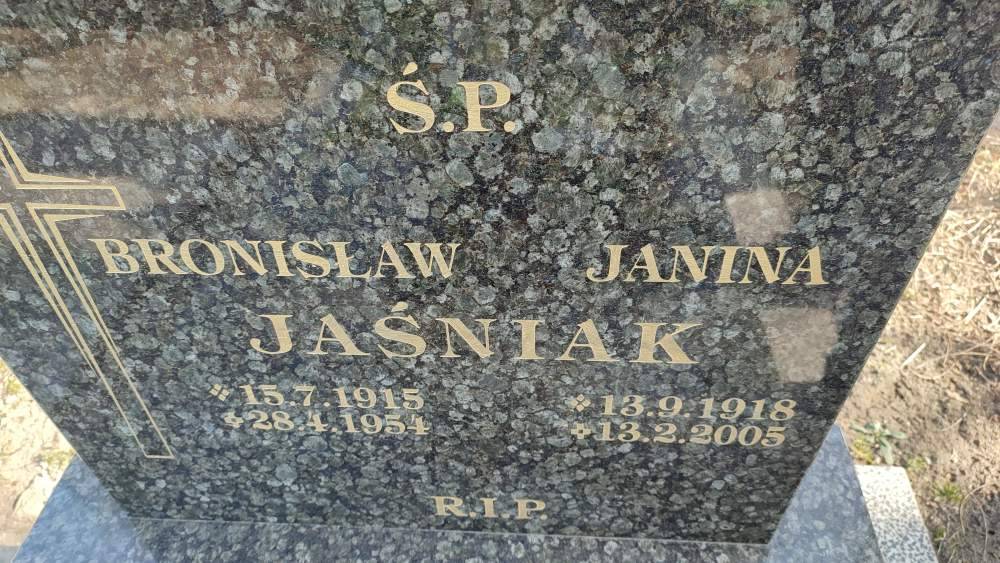 Ś.P.
BRONISŁAW JANINA
JAŚNIAK
15.7.1915 13.9.1918
28.4.1954 13.2.2005
R.I.P.